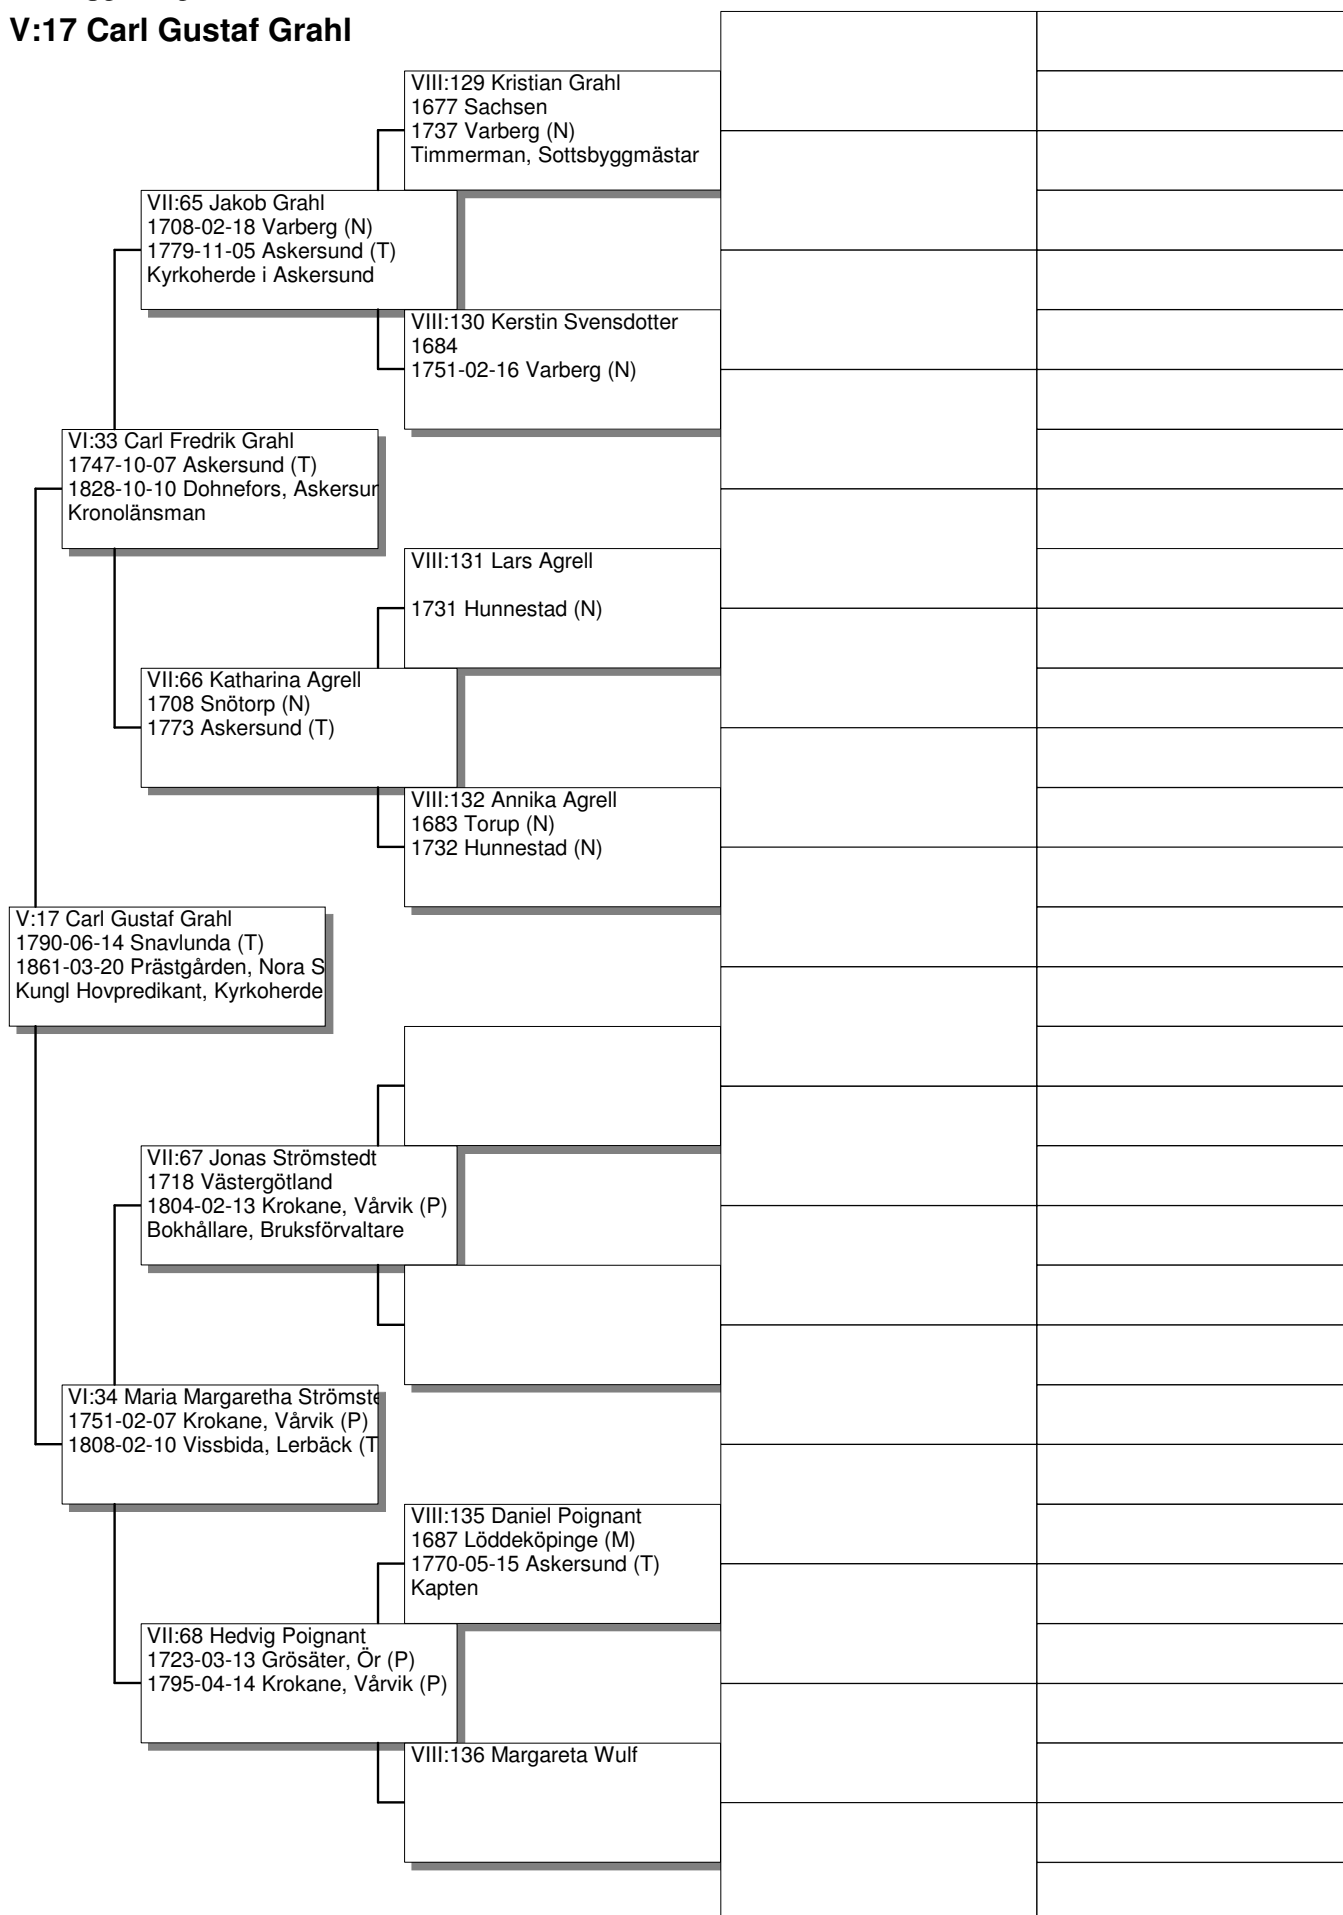 V:17 Carl Gustaf Grahl
VIII:129 Kristian Grahl
1677 Sachsen
1737 Varberg (N)
Timmerman, Sottsbyggmästar
VII:65 Jakob Grahl
1708-02-18 Varberg (N)
1779-11-05 Askersund (T)
Kyrkoherde i Askersund
VIII:130 Kerstin Svensdotter
1684
1751-02-16 Varberg (N)
VI:33 Carl Fredrik Grahl
1747-10-07 Askersund (T)
1828-10-10 Dohnefors, Askersur
Kronolänsman
VIII:131 Lars Agrell
1731 Hunnestad (N)
VII:66 Katharina Agrell
1708 Snötorp (N)
1773 Askersund (T)
VIII:132 Annika Agrell
1683 Torup (N)
1732 Hunnestad (N)
V:17 Carl Gustaf Grahl
1790-06-14 Snavlunda (T)
1861-03-20 Prästgården, Nora S
Kungl Hovpredikant, Kyrkoherde
VII:67 Jonas Strömstedt
1718 Västergötland
1804-02-13 Krokane, Vårvik (P)
Bokhållare, Bruksförvaltare
VI:34 Maria Margaretha Strömste
1751-02-07 Krokane, Vårvik (P)
1808-02-10 Vissbida, Lerbäck (T
VIII:135 Daniel Poignant
1687 Löddeköpinge (M)
1770-05-15 Askersund (T)
Kapten
VII:68 Hedvig Poignant
1723-03-13 Grösäter, Ör (P)
1795-04-14 Krokane, Vårvik (P)
VIII:136 Margareta Wulf